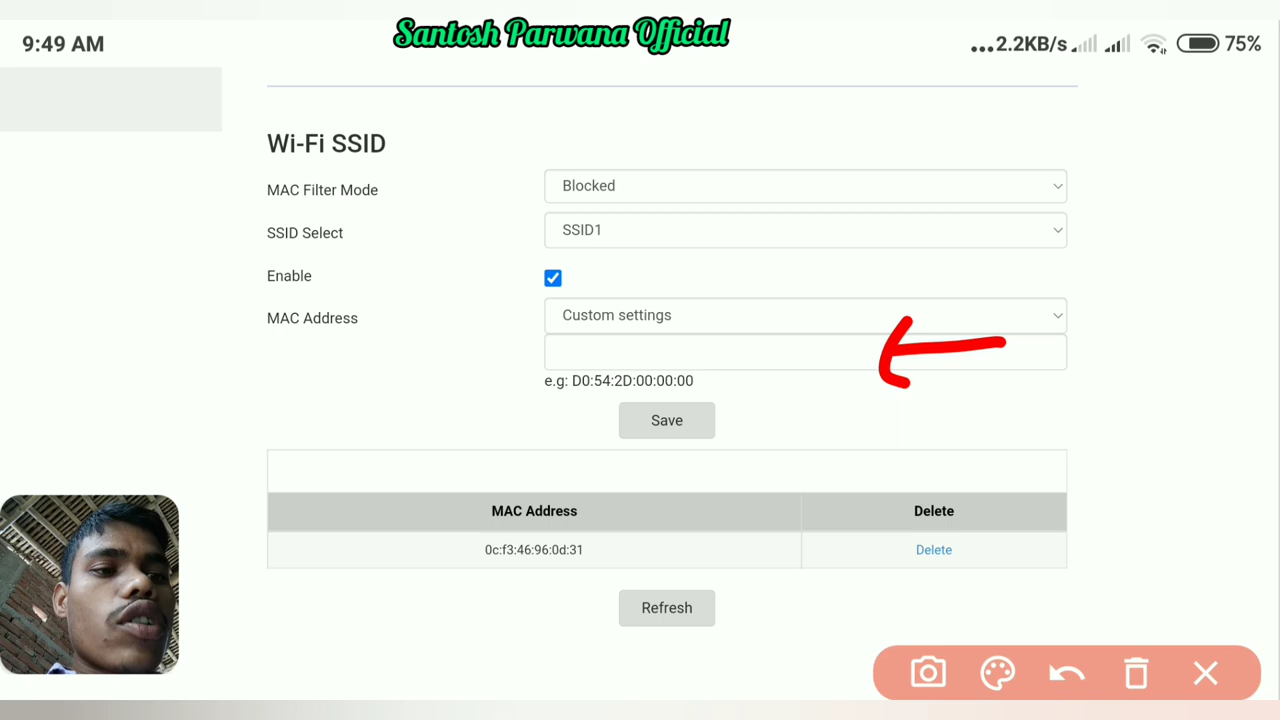 Santosh Parwana Official
9:49 AM
...2.2KB/s
75%
Wi-Fi SSID
MAC Filter Mode
Blocked
SSID Select
SSID1
Enable
MAC Address
Custom settings
e.g: D0:54:2D:00:00:00
Save
MAC Address
Delete
0c:f3:46:96:0d:31
Delete
Refresh